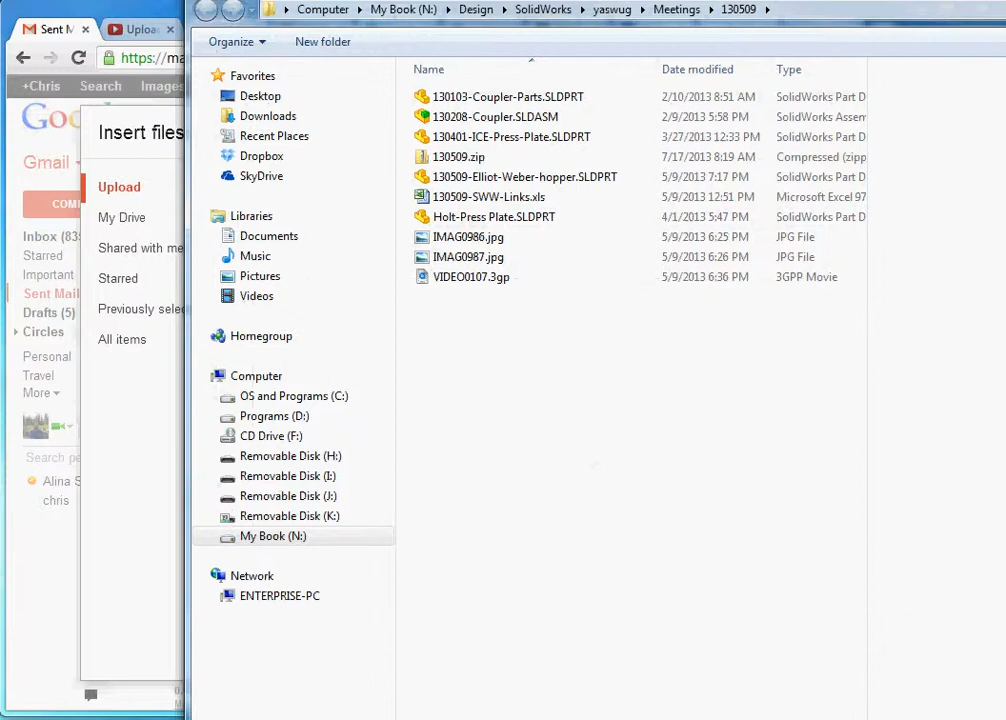 Computer My Book (N:) Design SolidWorks yaswug Meetings 130509
Sent M Uploa
https://ma
Organize New folder
+Chris Search Images
Goo
Insert files
Gmail
COM
Upload
My Drive
Shared with me
Starred
Previously selec
All items
Inbox (83
Starred
Important
Sent Mail
Drafts (5)
Circles
Personal
Travel
More
Search pe
Alina S
chris
Favorites
Desktop
Downloads
Recent Places
Dropbox
SkyDrive
Libraries
Documents
Music
Pictures
Videos
Homegroup
Computer
OS and Programs (C:)
Programs (D:)
CD Drive (F:)
Removable Disk (H:)
Removable Disk (I:)
Removable Disk (J:)
Removable Disk (K:)
My Book (N:)
Network
ENTERPRISE-PC
Name Date modified Type
130103-Coupler-Parts.SLDPRT 2/10/2013 8:51 AM SolidWorks Part D
130208-Coupler.SLDASM 2/9/2013 5:58 PM SolidWorks Assem
130401-ICE-Press-Plate.SLDPRT 3/27/2013 12:33 PM SolidWorks Part D
130509.zip 7/17/2013 8:19 AM Compressed (zipp
130509-Elliot-Weber-hopper.SLDPRT 5/9/2013 7:17 PM SolidWorks Part D
130509-SWW-Links.xls 5/9/2013 12:51 PM Microsoft Excel 97
Holt-Press Plate.SLDPRT 4/1/2013 5:47 PM SolidWorks Part D
IMAG0986.jpg 5/9/2013 6:25 PM JPG File
IMAG0987.jpg 5/9/2013 6:26 PM JPG File
VIDEO0107.3gp 5/9/2013 6:36 PM 3GPP Movie